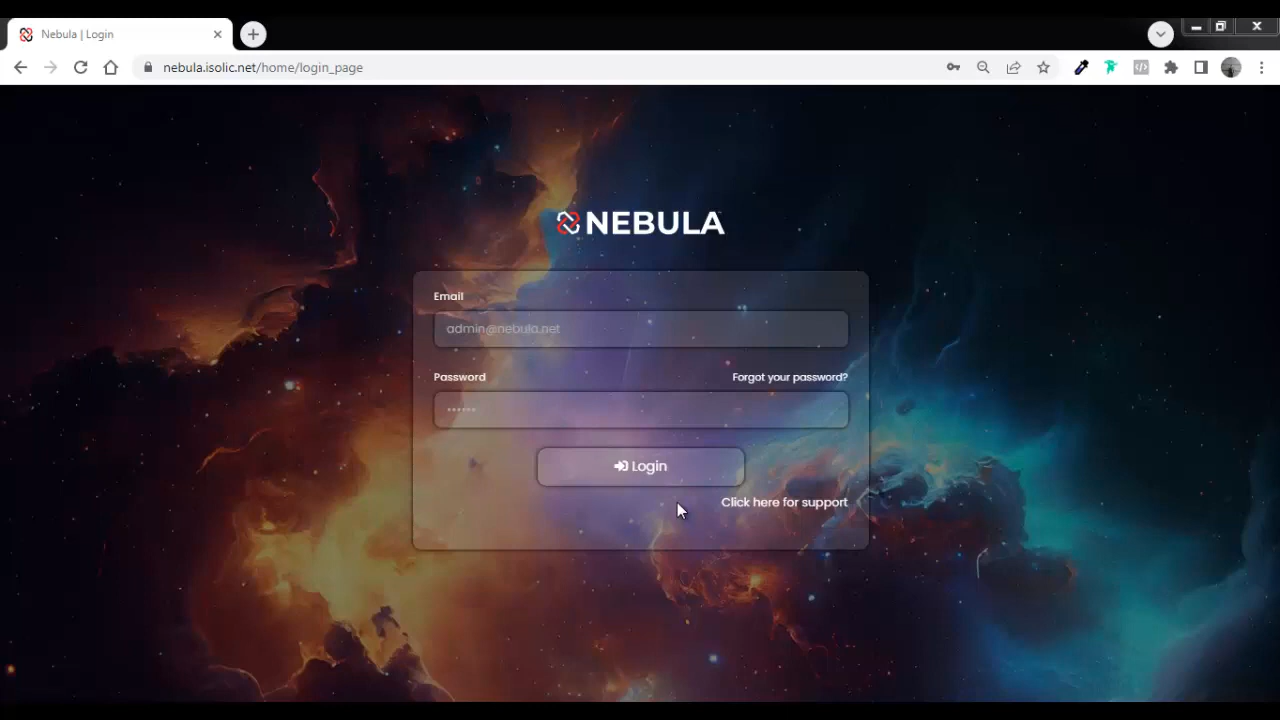 Nebula | Login
nebula.isolic.net/home/login_page
NEBULA
Email
admin@nebula.net
Password
Forgot your password?
Login
Click here for support